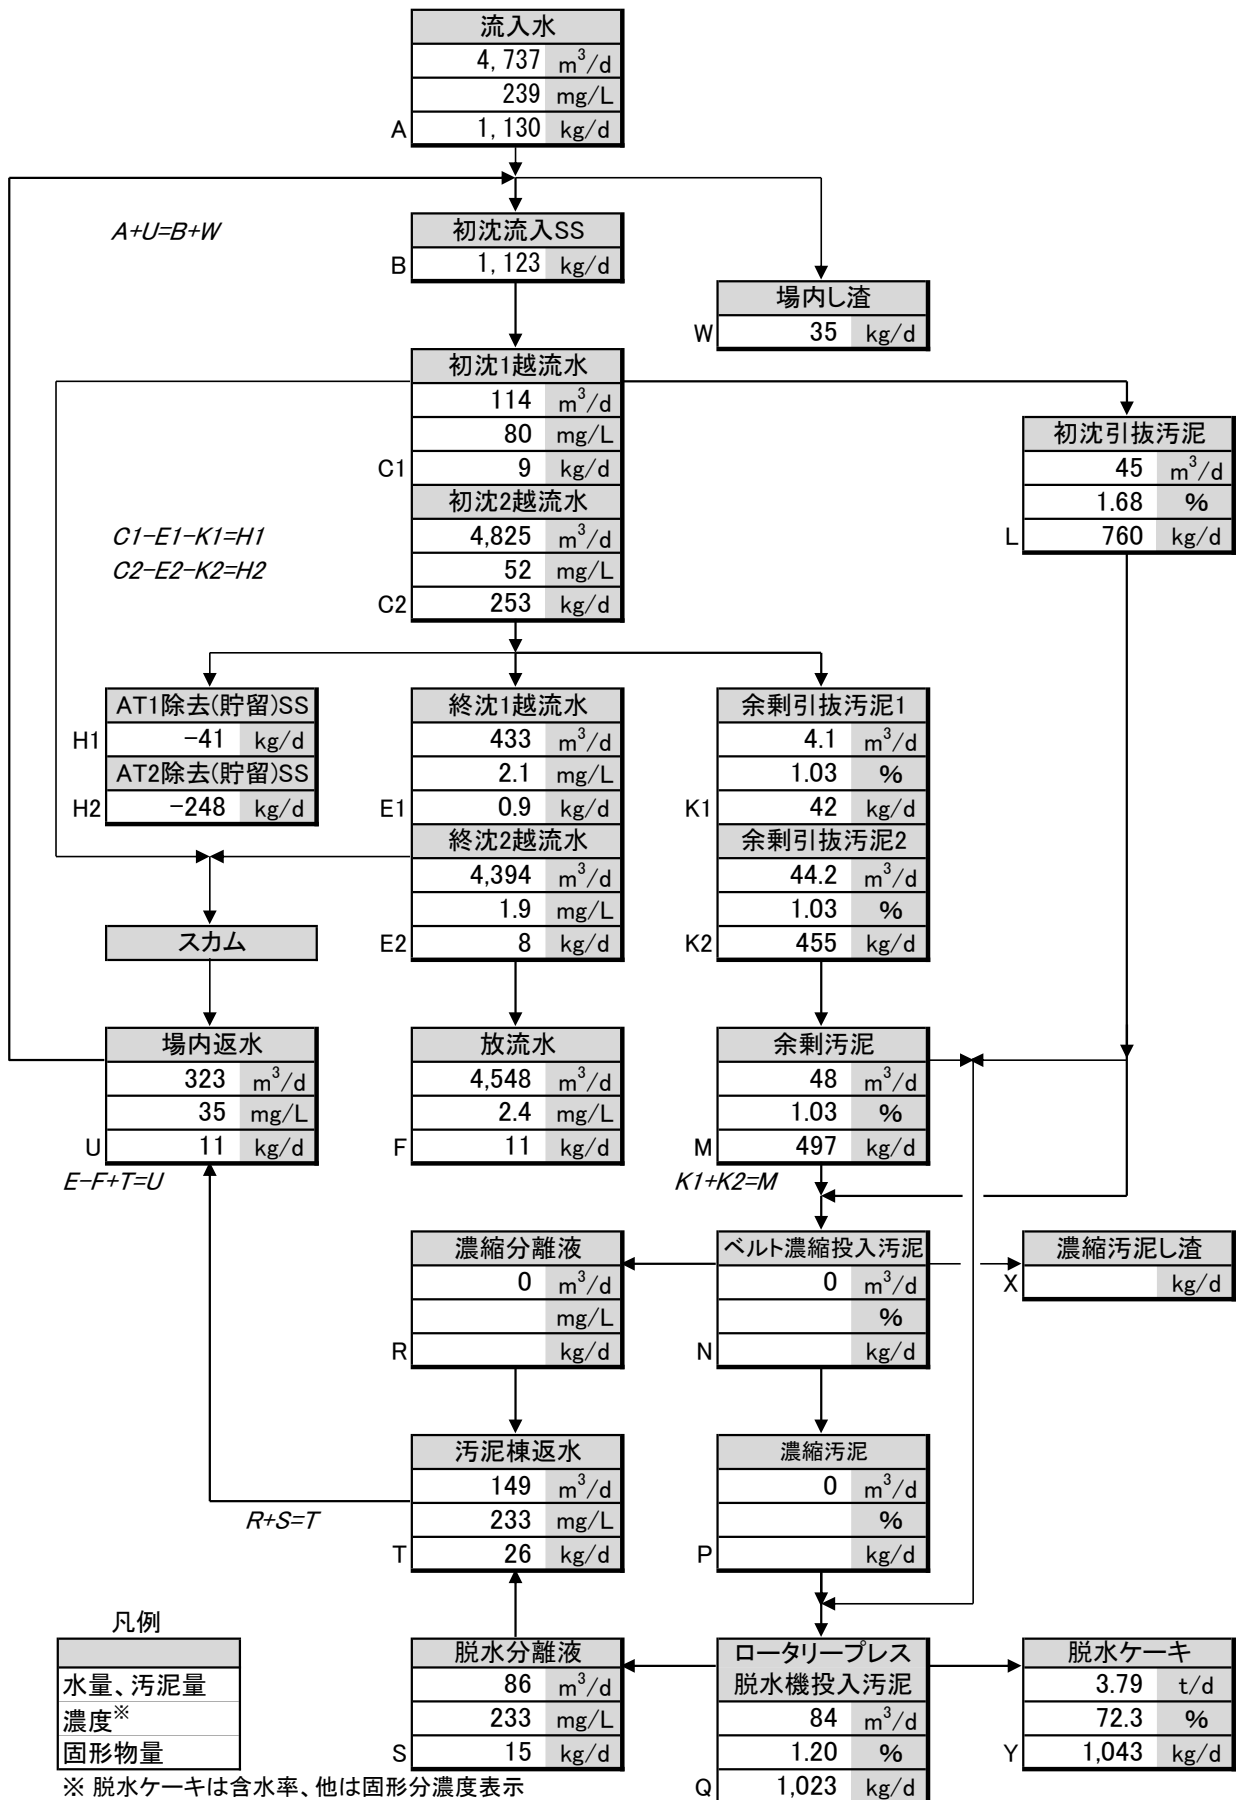 流入水
4,737 m³/d
239 mg/L
A 1,130 kg/d
A+U=B+W
初沈流入SS
B 1,123 kg/d
場内し渣
W 35 kg/d
初沈1越流水
114 m³/d
80 mg/L
C1 9 kg/d
初沈2越流水
4,825 m³/d
52 mg/L
C2 253 kg/d
初沈引抜汚泥
45 m³/d
1.68 %
L 760 kg/d
C1-E1-K1=H1
C2-E2-K2=H2
AT1除去(貯留)SS
H1 -41 kg/d
AT2除去(貯留)SS
H2 -248 kg/d
終沈1越流水
433 m³/d
2.1 mg/L
E1 0.9 kg/d
終沈2越流水
4,394 m³/d
1.9 mg/L
E2 8 kg/d
余剰引抜汚泥1
4.1 m³/d
1.03 %
K1 42 kg/d
余剰引抜汚泥2
44.2 m³/d
1.03 %
K2 455 kg/d
スカム
場内返水
323 m³/d
35 mg/L
U 11 kg/d
E-F+T=U
放流水
4,548 m³/d
2.4 mg/L
F 11 kg/d
余剰汚泥
48 m³/d
1.03 %
M 497 kg/d
K1+K2=M
濃縮分離液
0 m³/d
mg/L
R kg/d
ベルト濃縮投入汚泥
0 m³/d
%
N kg/d
濃縮汚泥し渣
X kg/d
汚泥棟返水
149 m³/d
233 mg/L
T 26 kg/d
R+S=T
濃縮汚泥
0 m³/d
%
P kg/d
凡例
水量、汚泥量
濃度※
固形物量
※ 脱水ケーキは含水率、他は固形分濃度表示
脱水分離液
86 m³/d
233 mg/L
S 15 kg/d
ロータリープレス
脱水機投入汚泥
84 m³/d
1.20 %
Q 1,023 kg/d
脱水ケーキ
3.79 t/d
72.3 %
Y 1,043 kg/d